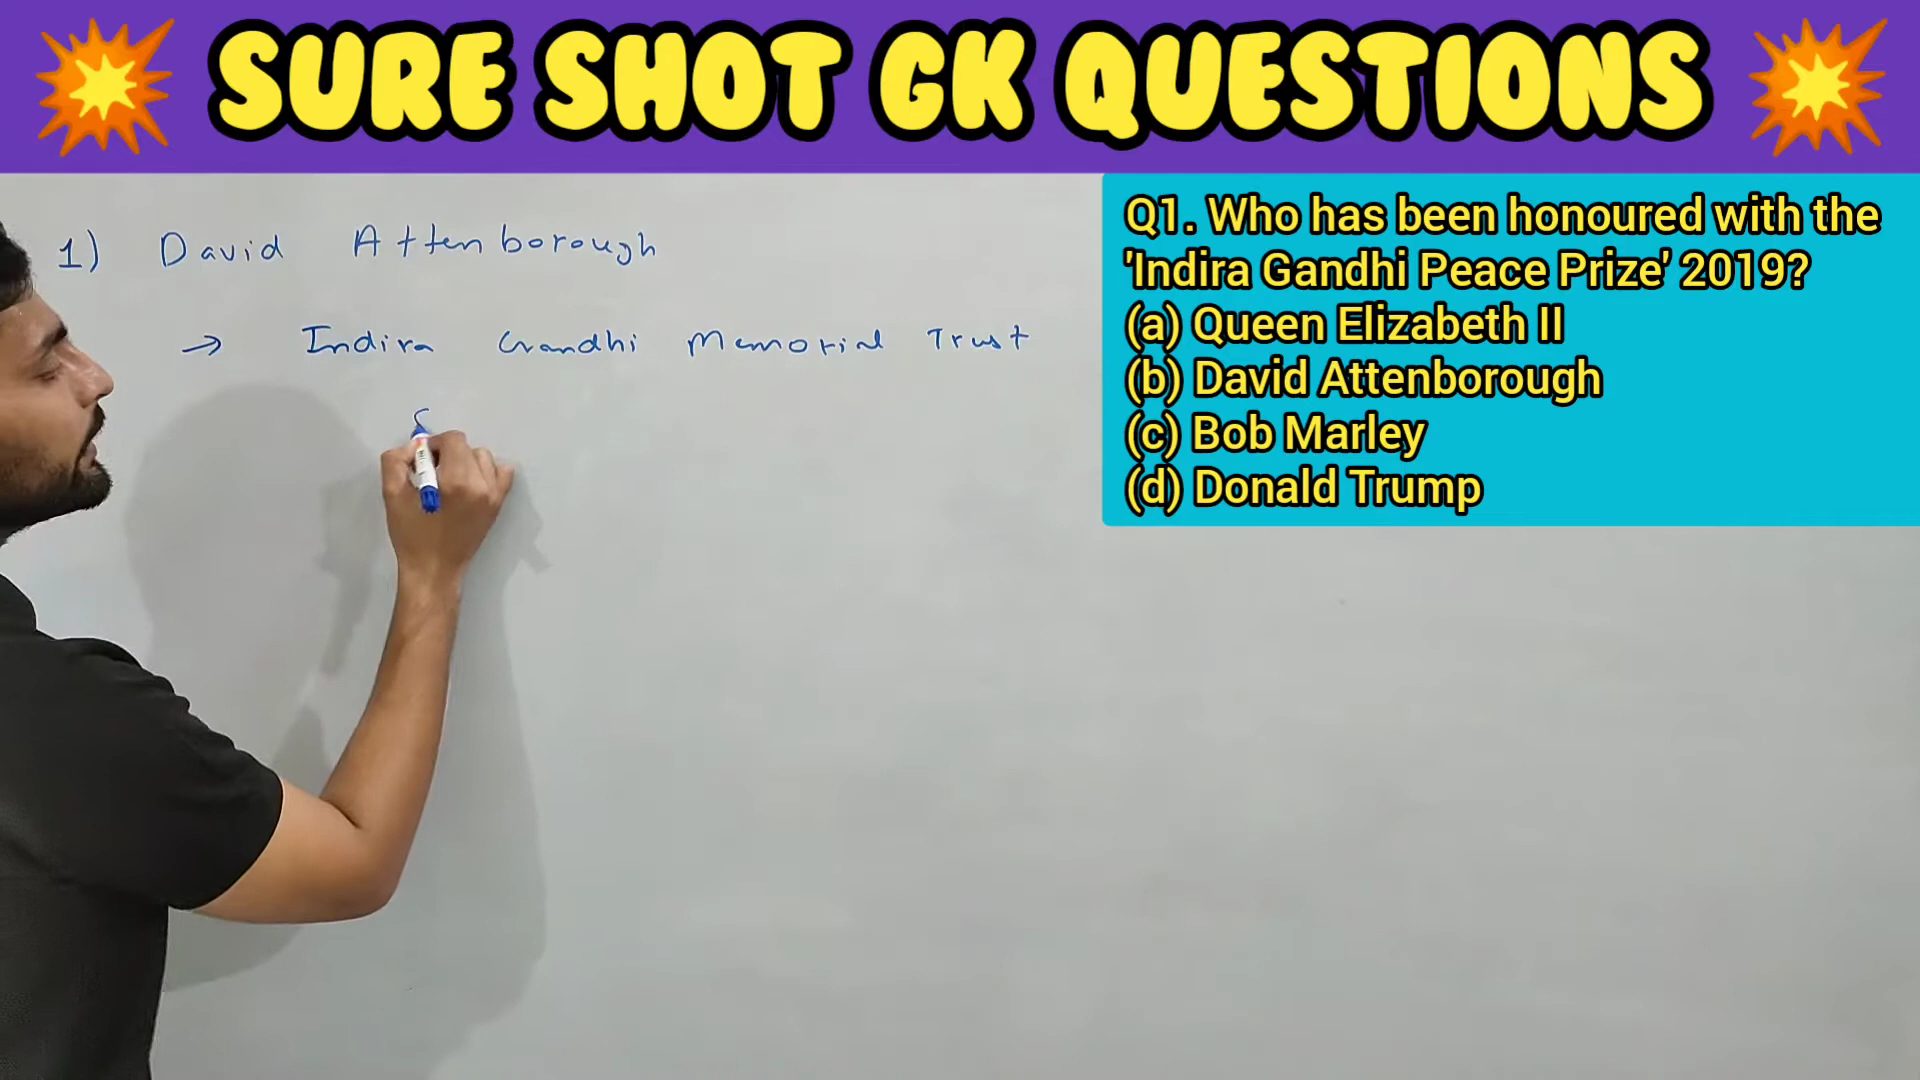 SURE SHOT GK QUESTIONS
1) David Attenborough
→ Indira Gandhi Memorial Trust
Q1. Who has been honoured with the
'Indira Gandhi Peace Prize' 2019?
(a) Queen Elizabeth II
(b) David Attenborough
(c) Bob Marley
(d) Donald Trump